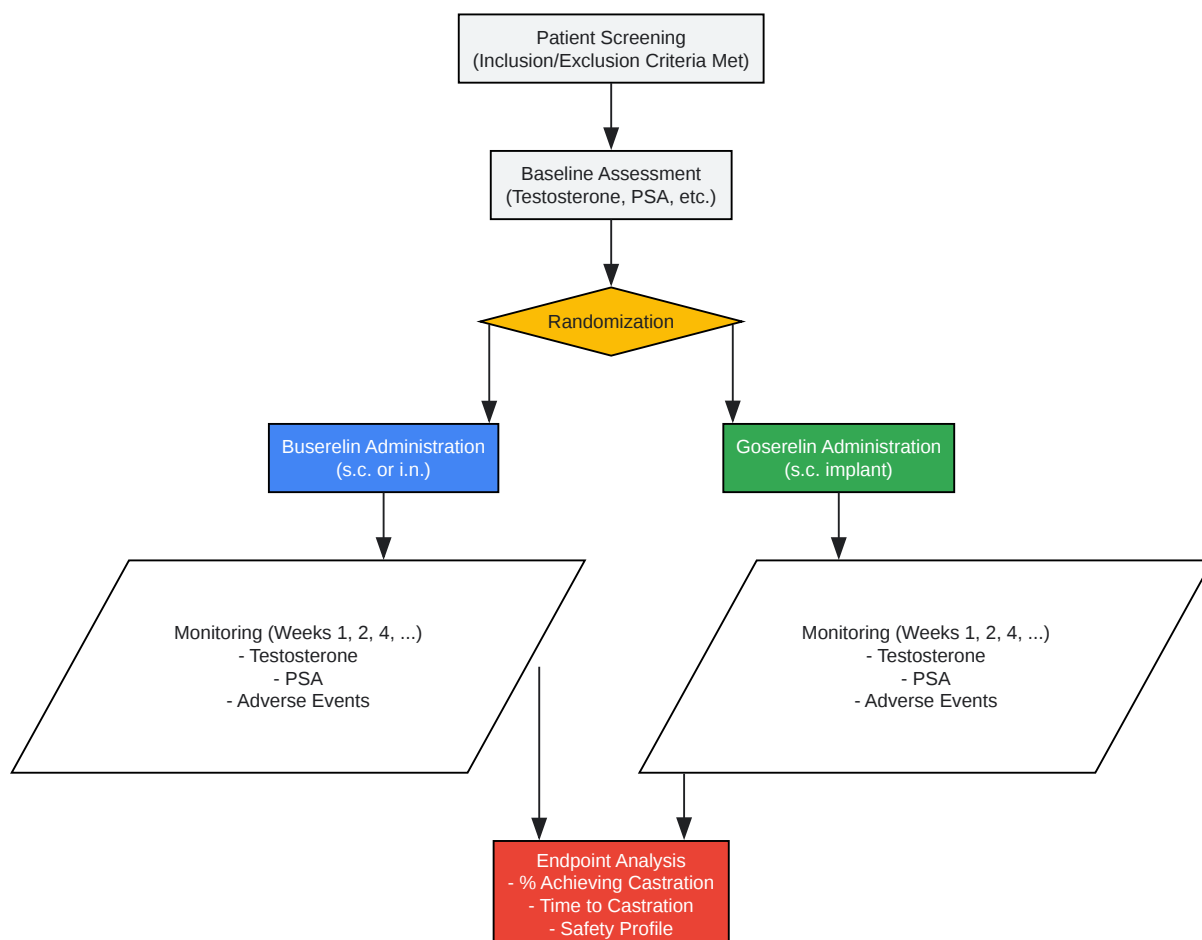 Patient Screening
(Inclusion/Exclusion Criteria Met)
Baseline Assessment
(Testosterone, PSA, etc.)
Randomization
Buserelin Administration
(s.c. or i.n.)
Goserelin Administration
(s.c. implant)
Monitoring (Weeks 1, 2, 4, ...)
- Testosterone
- PSA
- Adverse Events
Monitoring (Weeks 1, 2, 4, ...)
- Testosterone
- PSA
- Adverse Events
Endpoint Analysis
- % Achieving Castration
- Time to Castration
- Safety Profile